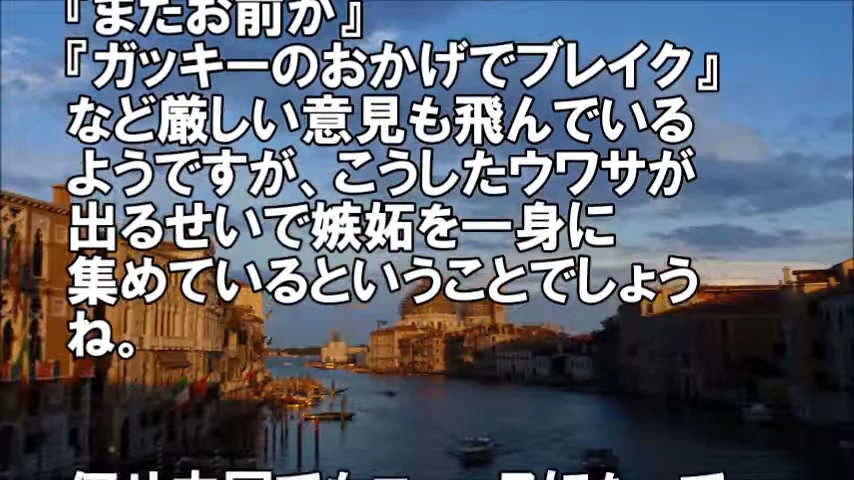 『またお前か』
『ガッキーのおかげでブレイク』
など厳しい意見も飛んでいる
ようですが、こうしたウワサが
出るせいで嫉妬を一身に
集めているということでしょう
ね。